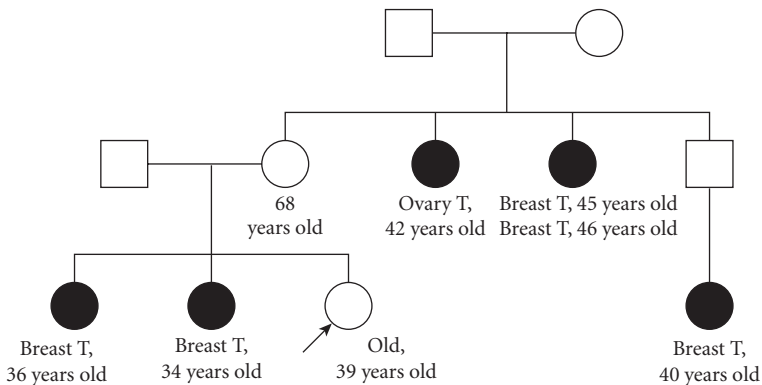 68
years old
Ovary T,
42 years old
Breast T, 45 years old
Breast T, 46 years old
Breast T,
36 years old
Breast T,
34 years old
Old,
39 years old
Breast T,
40 years old